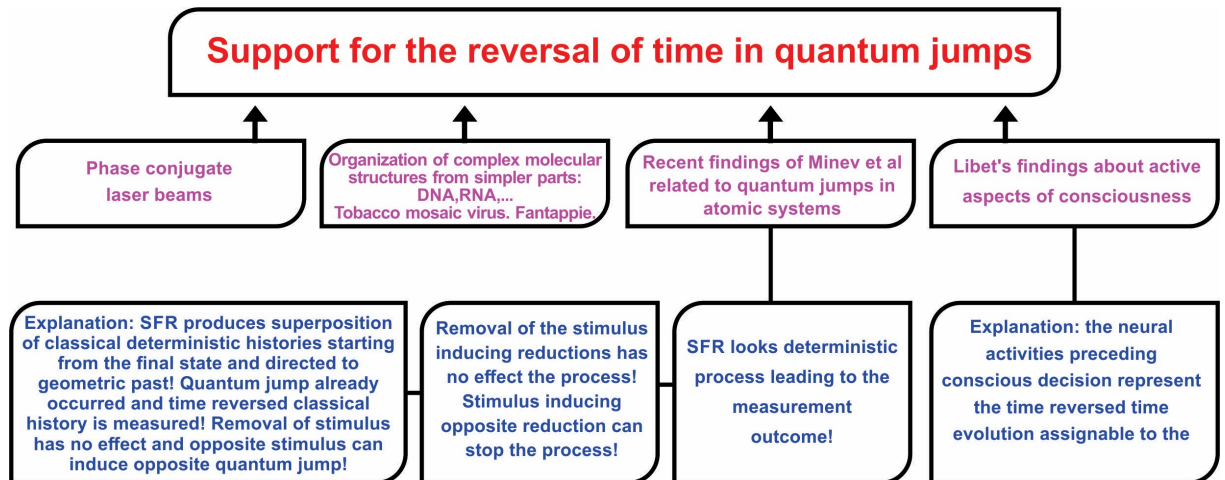 Support for the reversal of time in quantum jumps
Phase conjugate
laser beams
Organization of complex molecular
structures from simpler parts:
DNA,RNA,...
Tobacco mosaic virus. Fantappie.
Recent findings of Minev et al
related to quantum jumps in
atomic systems
Libet's findings about active
aspects of consciousness
Explanation: SFR produces superposition
of classical deterministic histories starting
from the final state and directed to
geometric past! Quantum jump already
occurred and time reversed classical
history is measured! Removal of stimulus
has no effect and opposite stimulus can
induce opposite quantum jump!
Removal of the stimulus
inducing reductions has
no effect the process!
Stimulus inducing
opposite reduction can
stop the process!
SFR looks deterministic
process leading to the
measurement
outcome!
Explanation: the neural
activities preceding
conscious decision represent
the time reversed time
evolution assignable to the